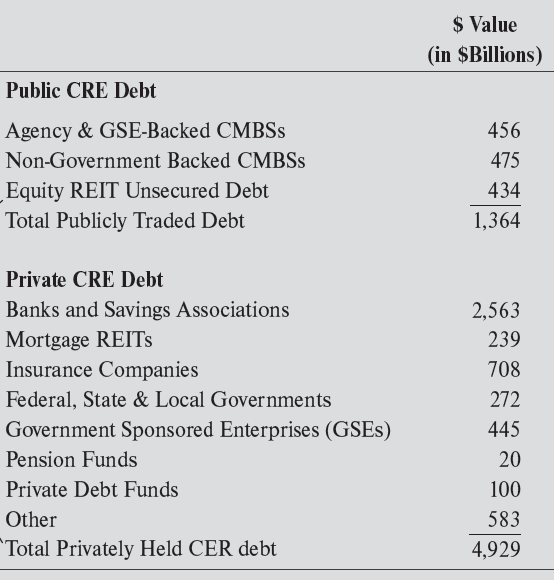 $ Value
(in $Billions)
Public CRE Debt
Agency & GSE-Backed CMBSs 456
Non-Government Backed CMBSs 475
Equity REIT Unsecured Debt 434
Total Publicly Traded Debt 1,364
Private CRE Debt
Banks and Savings Associations 2,563
Mortgage REITs 239
Insurance Companies 708
Federal, State & Local Governments 272
Government Sponsored Enterprises (GSEs) 445
Pension Funds 20
Private Debt Funds 100
Other 583
Total Privately Held CER debt 4,929